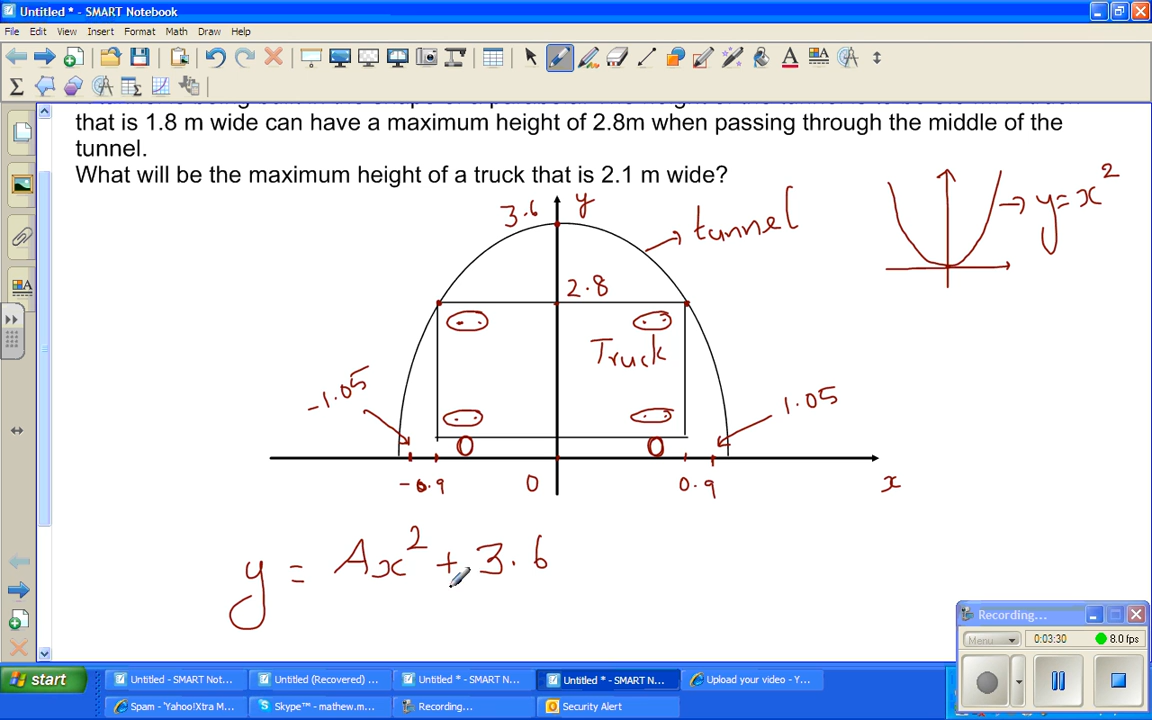 Untitled * - SMART Notebook
File Edit View Insert Format Math Draw Help
that is 1.8 m wide can have a maximum height of 2.8m when passing through the middle of the
tunnel.
What will be the maximum height of a truck that is 2.1 m wide?
3.6 y
tunnel
y = x²
2.8
Truck
-1.05
1.05
-0.9 0 0.9 x
y = Ax² + 3.6
Recording...
Menu 0:03:30 8.0 fps
start
Untitled - SMART Not...
Untitled (Recovered) ...
Untitled * - SMART N...
Untitled * - SMART N...
Upload your video - Y...
Spam - 'Yahoo!Xtra M...
Skype™ - mathew.m...
Recording...
Security Alert